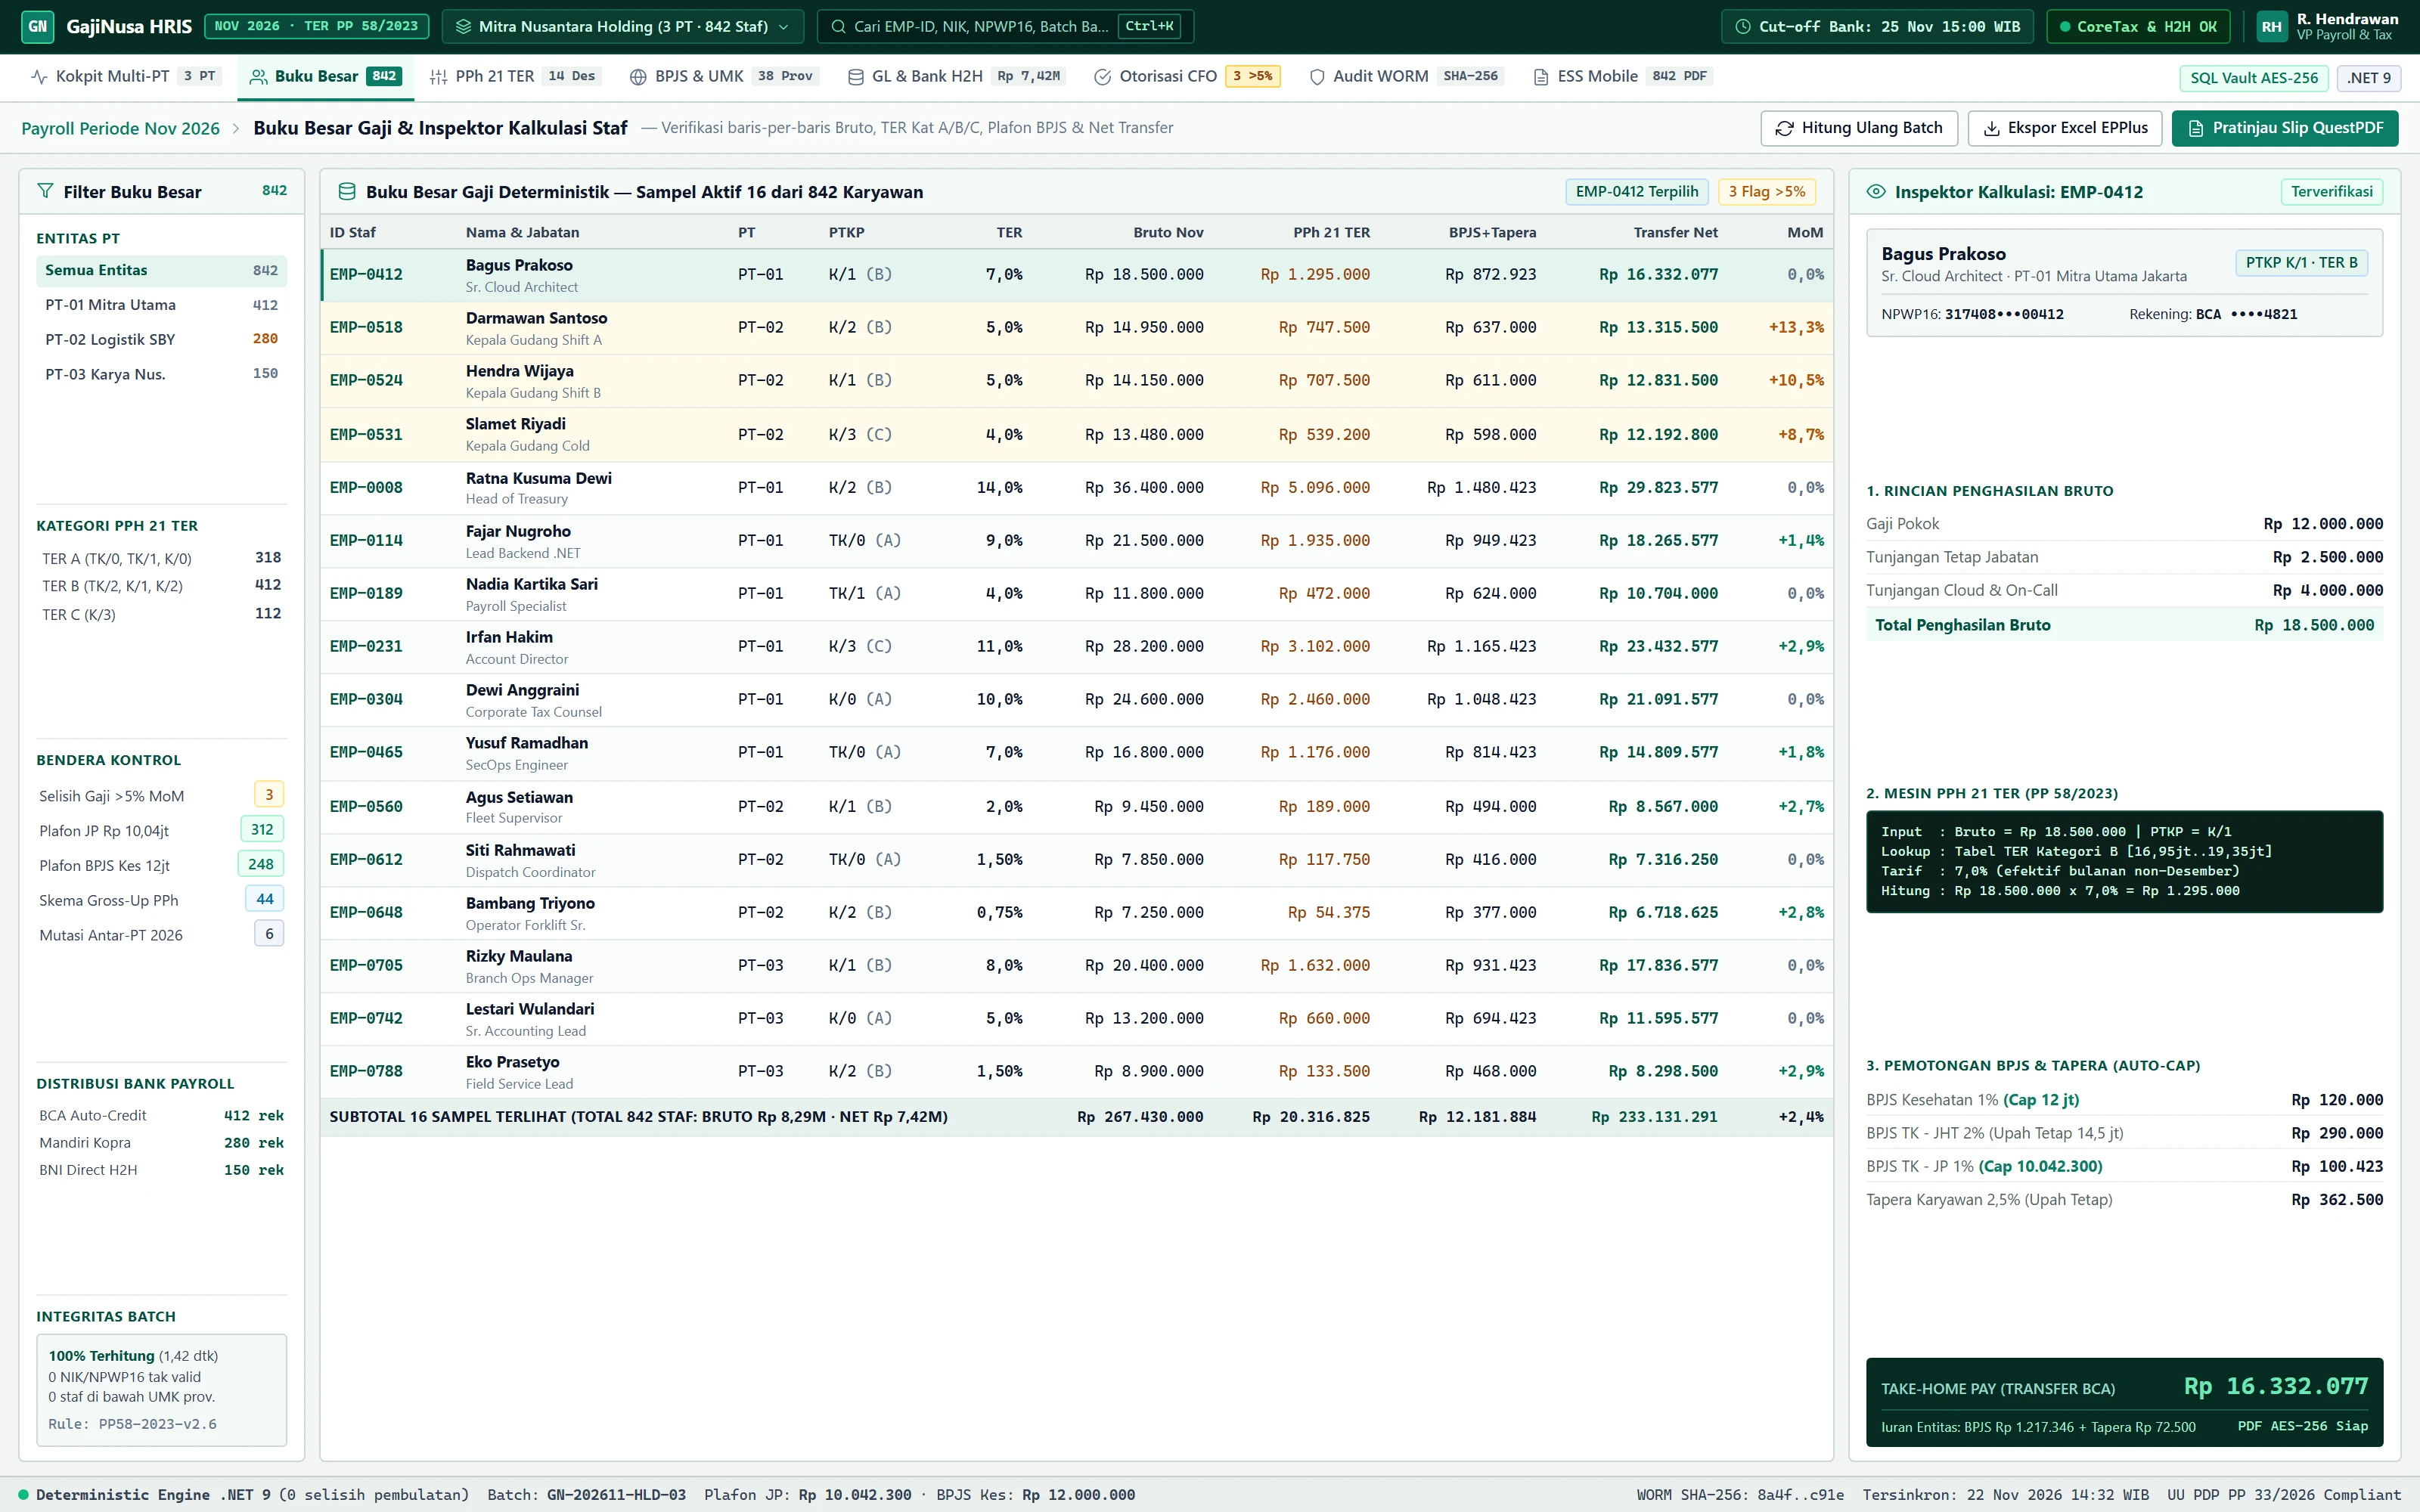 GN GajiNusa HRIS NOV 2026 · TER PP 58/2023 Mitra Nusantara Holding (3 PT · 842 Staf) Cari EMP-ID, NIK, NPWP16, Batch Ba... Ctrl+K Cut-off Bank: 25 Nov 15:00 WIB CoreTax & H2H OK RH R. Hendrawan
VP Payroll & Tax
Kokpit Multi-PT 3 PT Buku Besar 842 PPh 21 TER 14 Des BPJS & UMK 38 Prov GL & Bank H2H Rp 7,42M Otorisasi CFO 3 >5% Audit WORM SHA-256 ESS Mobile 842 PDF SQL Vault AES-256 .NET 9
Payroll Periode Nov 2026 > Buku Besar Gaji & Inspektor Kalkulasi Staf — Verifikasi baris-per-baris Bruto, TER Kat A/B/C, Plafon BPJS & Net Transfer Hitung Ulang Batch Ekspor Excel EPPlus Pratinjau Slip QuestPDF
Filter Buku Besar 842
ENTITAS PT
Semua Entitas 842
PT-01 Mitra Utama 412
PT-02 Logistik SBY 280
PT-03 Karya Nus. 150
KATEGORI PPH 21 TER
TER A (TK/0, TK/1, K/0) 318
TER B (TK/2, K/1, K/2) 412
TER C (K/3) 112
BENDERA KONTROL
Selisih Gaji >5% MoM 3
Plafon JP Rp 10,04jt 312
Plafon BPJS Kes 12jt 248
Skema Gross-Up PPh 44
Mutasi Antar-PT 2026 6
DISTRIBUSI BANK PAYROLL
BCA Auto-Credit 412 rek
Mandiri Kopra 280 rek
BNI Direct H2H 150 rek
INTEGRITAS BATCH
100% Terhitung (1,42 dtk)
0 NIK/NPWP16 tak valid
0 staf di bawah UMK prov.
Rule: PP58-2023-v2.6
Buku Besar Gaji Deterministik — Sampel Aktif 16 dari 842 Karyawan EMP-0412 Terpilih 3 Flag >5%
ID Staf Nama & Jabatan PT PTKP TER Bruto Nov PPh 21 TER BPJS+Tapera Transfer Net MoM
EMP-0412 Bagus Prakoso PT-01 K/1 (B) 7,0% Rp 18.500.000 Rp 1.295.000 Rp 872.923 Rp 16.332.077 0,0%
Sr. Cloud Architect
EMP-0518 Darmawan Santoso PT-02 K/2 (B) 5,0% Rp 14.950.000 Rp 747.500 Rp 637.000 Rp 13.315.500 +13,3%
Kepala Gudang Shift A
EMP-0524 Hendra Wijaya PT-02 K/1 (B) 5,0% Rp 14.150.000 Rp 707.500 Rp 611.000 Rp 12.831.500 +10,5%
Kepala Gudang Shift B
EMP-0531 Slamet Riyadi PT-02 K/3 (C) 4,0% Rp 13.480.000 Rp 539.200 Rp 598.000 Rp 12.192.800 +8,7%
Kepala Gudang Cold
EMP-0008 Ratna Kusuma Dewi PT-01 K/2 (B) 14,0% Rp 36.400.000 Rp 5.096.000 Rp 1.480.423 Rp 29.823.577 0,0%
Head of Treasury
EMP-0114 Fajar Nugroho PT-01 TK/0 (A) 9,0% Rp 21.500.000 Rp 1.935.000 Rp 949.423 Rp 18.265.577 +1,4%
Lead Backend .NET
EMP-0189 Nadia Kartika Sari PT-01 TK/1 (A) 4,0% Rp 11.800.000 Rp 472.000 Rp 624.000 Rp 10.704.000 0,0%
Payroll Specialist
EMP-0231 Irfan Hakim PT-01 K/3 (C) 11,0% Rp 28.200.000 Rp 3.102.000 Rp 1.165.423 Rp 23.432.577 +2,9%
Account Director
EMP-0304 Dewi Anggraini PT-01 K/0 (A) 10,0% Rp 24.600.000 Rp 2.460.000 Rp 1.048.423 Rp 21.091.577 0,0%
Corporate Tax Counsel
EMP-0465 Yusuf Ramadhan PT-01 TK/0 (A) 7,0% Rp 16.800.000 Rp 1.176.000 Rp 814.423 Rp 14.809.577 +1,8%
SecOps Engineer
EMP-0560 Agus Setiawan PT-02 K/1 (B) 2,0% Rp 9.450.000 Rp 189.000 Rp 494.000 Rp 8.567.000 +2,7%
Fleet Supervisor
EMP-0612 Siti Rahmawati PT-02 TK/0 (A) 1,50% Rp 7.850.000 Rp 117.750 Rp 416.000 Rp 7.316.250 0,0%
Dispatch Coordinator
EMP-0648 Bambang Triyono PT-02 K/2 (B) 0,75% Rp 7.250.000 Rp 54.375 Rp 377.000 Rp 6.718.625 +2,8%
Operator Forklift Sr.
EMP-0705 Rizky Maulana PT-03 K/1 (B) 8,0% Rp 20.400.000 Rp 1.632.000 Rp 931.423 Rp 17.836.577 0,0%
Branch Ops Manager
EMP-0742 Lestari Wulandari PT-03 K/0 (A) 5,0% Rp 13.200.000 Rp 660.000 Rp 694.423 Rp 11.595.577 0,0%
Sr. Accounting Lead
EMP-0788 Eko Prasetyo PT-03 K/2 (B) 1,50% Rp 8.900.000 Rp 133.500 Rp 468.000 Rp 8.298.500 +2,9%
Field Service Lead
SUBTOTAL 16 SAMPEL TERLIHAT (TOTAL 842 STAF: BRUTO Rp 8,29M · NET Rp 7,42M) Rp 267.430.000 Rp 20.316.825 Rp 12.181.884 Rp 233.131.291 +2,4%
Inspektor Kalkulasi: EMP-0412 Terverifikasi
Bagus Prakoso PTKP K/1 · TER B
Sr. Cloud Architect · PT-01 Mitra Utama Jakarta
NPWP16: 317408•••00412 Rekening: BCA ••••4821
1. RINCIAN PENGHASILAN BRUTO
Gaji Pokok Rp 12.000.000
Tunjangan Tetap Jabatan Rp 2.500.000
Tunjangan Cloud & On-Call Rp 4.000.000
Total Penghasilan Bruto Rp 18.500.000
2. MESIN PPH 21 TER (PP 58/2023)
Input : Bruto = Rp 18.500.000 | PTKP = K/1
Lookup : Tabel TER Kategori B [16,95jt..19,35jt]
Tarif : 7,0% (efektif bulanan non-Desember)
Hitung : Rp 18.500.000 x 7,0% = Rp 1.295.000
3. PEMOTONGAN BPJS & TAPERA (AUTO-CAP)
BPJS Kesehatan 1% (Cap 12 jt) Rp 120.000
BPJS TK - JHT 2% (Upah Tetap 14,5 jt) Rp 290.000
BPJS TK - JP 1% (Cap 10.042.300) Rp 100.423
Tapera Karyawan 2,5% (Upah Tetap) Rp 362.500
TAKE-HOME PAY (TRANSFER BCA) Rp 16.332.077
Iuran Entitas: BPJS Rp 1.217.346 + Tapera Rp 72.500 PDF AES-256 Siap
Deterministic Engine .NET 9 (0 selisih pembulatan) Batch: GN-202611-HLD-03 Plafon JP: Rp 10.042.300 · BPJS Kes: Rp 12.000.000 WORM SHA-256: 8a4f..c91e Tersinkron: 22 Nov 2026 14:32 WIB UU PDP PP 33/2026 Compliant